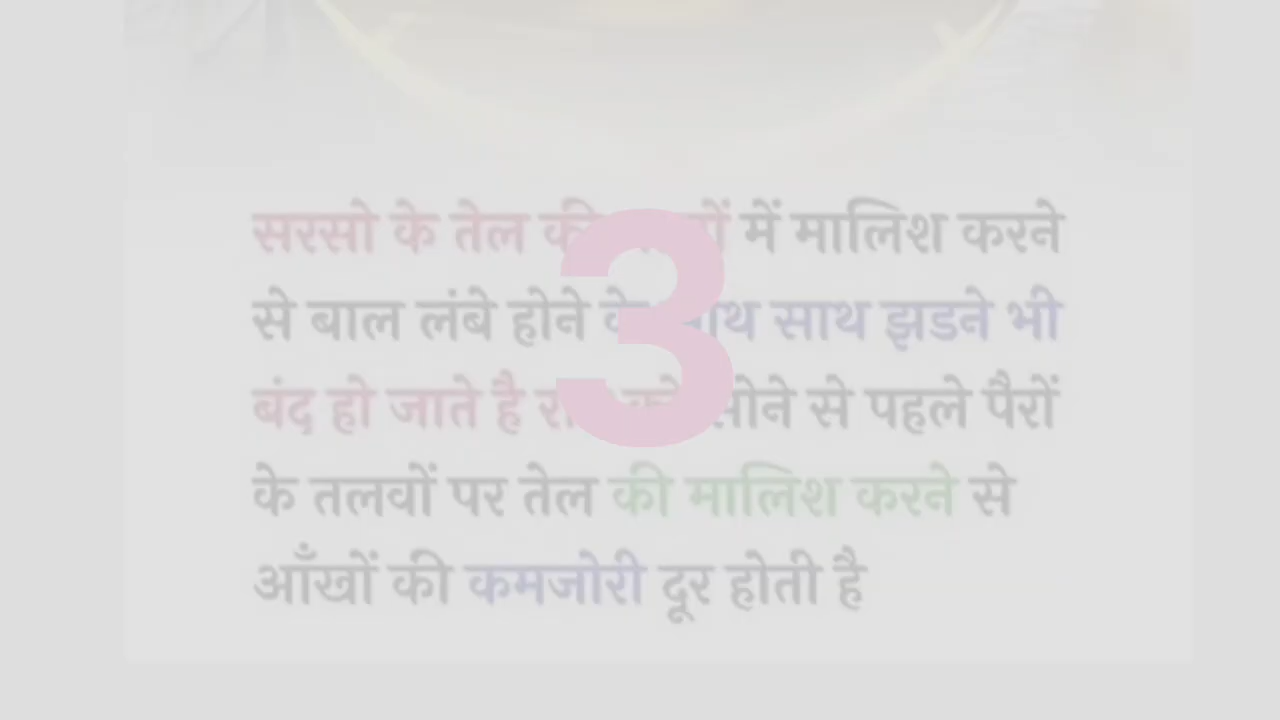 सरसो के तेल की में मालिश करने
से बाल लंबे होने के साथ साथ झडने भी
बंद हो जाते है रात को सोने से पहले पैरों
के तलवों पर तेल की मालिश करने से
आँखों की कमजोरी दूर होती है
3